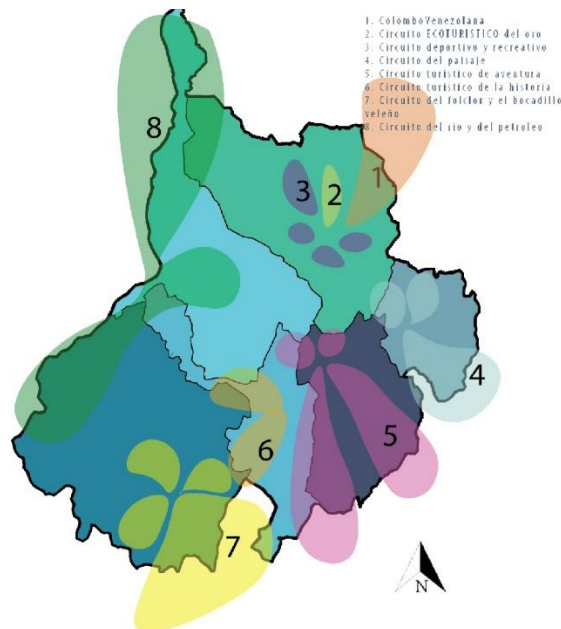 1. ColomboVenezolana
2. Circuito ECOTURISTICO del oro
3. Circuito deportivo y recreativo
4. Circuito del paisaje
5. Circuito turistico de aventura
6. Circuito turistico de la historia
7. Circuito del folclor y el bocadillo
veleño
8. Circuito del rio y del petroleo
8
3
2
1
4
5
6
7
N